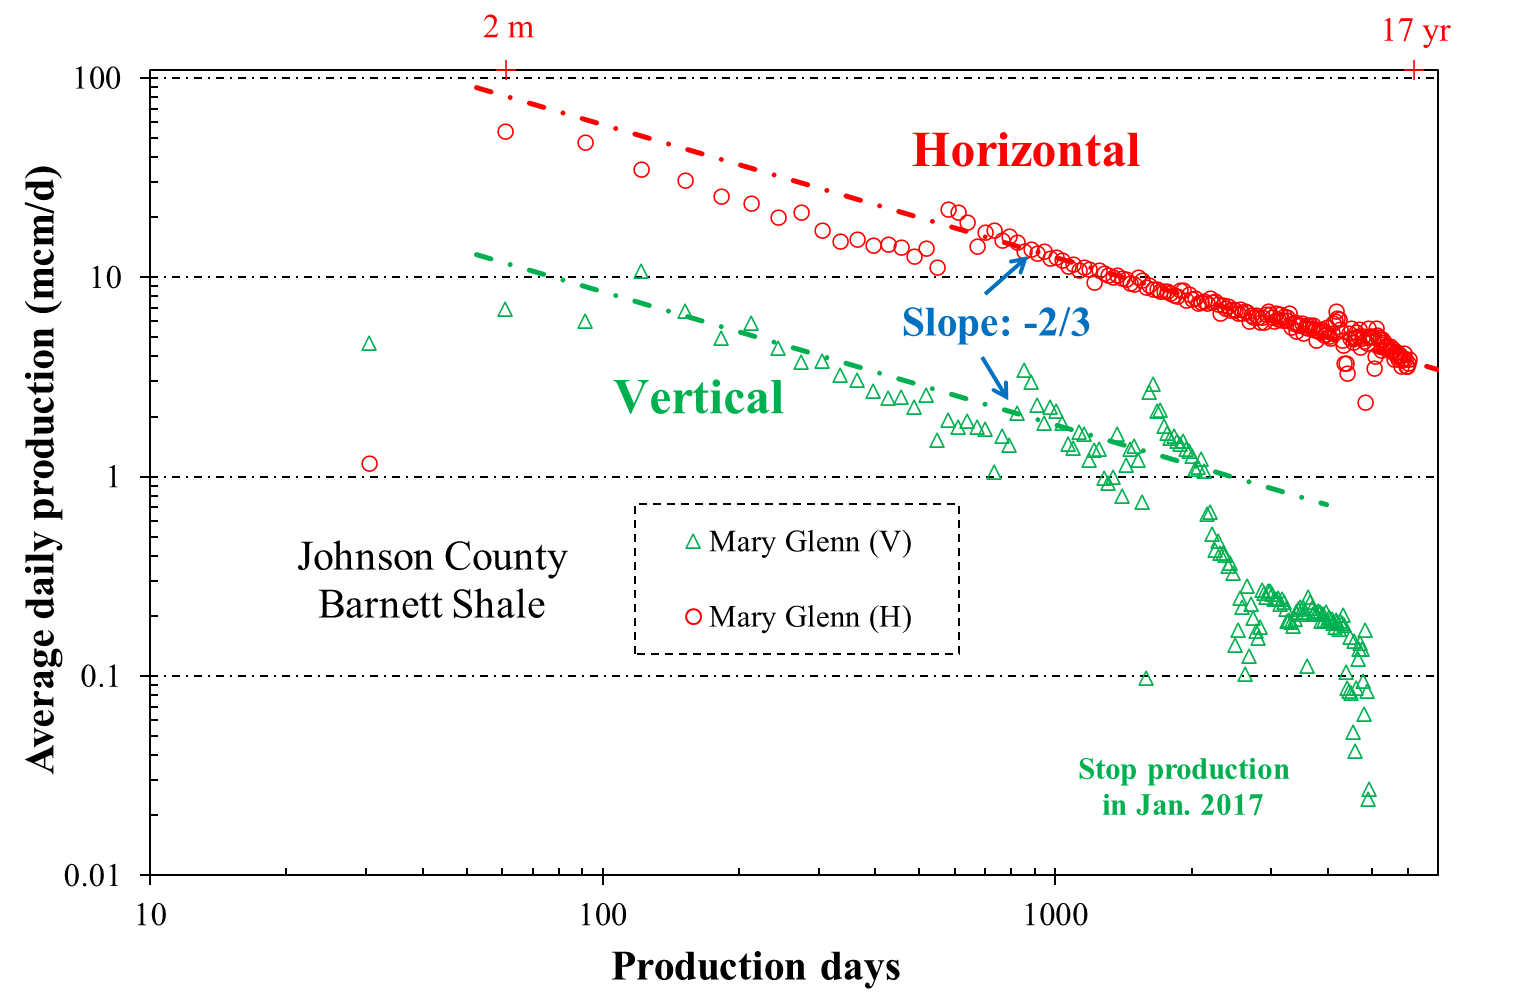 2 m
17 yr
100
Horizontal
10
Slope: -2/3
Vertical
1
Mary Glenn (V)
Johnson County
Barnett Shale
Mary Glenn (H)
0.1
Stop production
in Jan. 2017
0.01
10
100
1000
Production days
Average daily production (mcm/d)